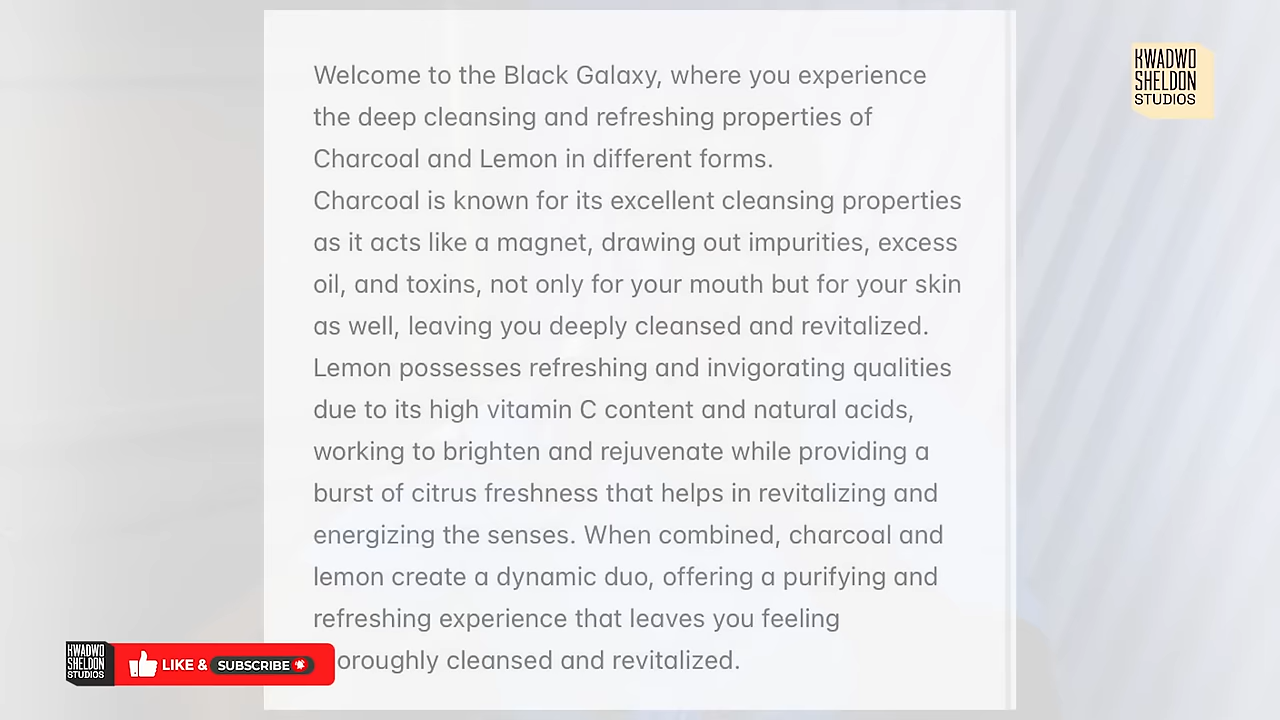 Welcome to the Black Galaxy, where you experience
the deep cleansing and refreshing properties of
Charcoal and Lemon in different forms.
Charcoal is known for its excellent cleansing properties
as it acts like a magnet, drawing out impurities, excess
oil, and toxins, not only for your mouth but for your skin
as well, leaving you deeply cleansed and revitalized.
Lemon possesses refreshing and invigorating qualities
due to its high vitamin C content and natural acids,
working to brighten and rejuvenate while providing a
burst of citrus freshness that helps in revitalizing and
energizing the senses. When combined, charcoal and
lemon create a dynamic duo, offering a purifying and
refreshing experience that leaves you feeling
oroughly cleansed and revitalized.
KWADWO
SHELDON
STUDIOS
KWADWO
SHELDON
STUDIOS
LIKE & SUBSCRIBE